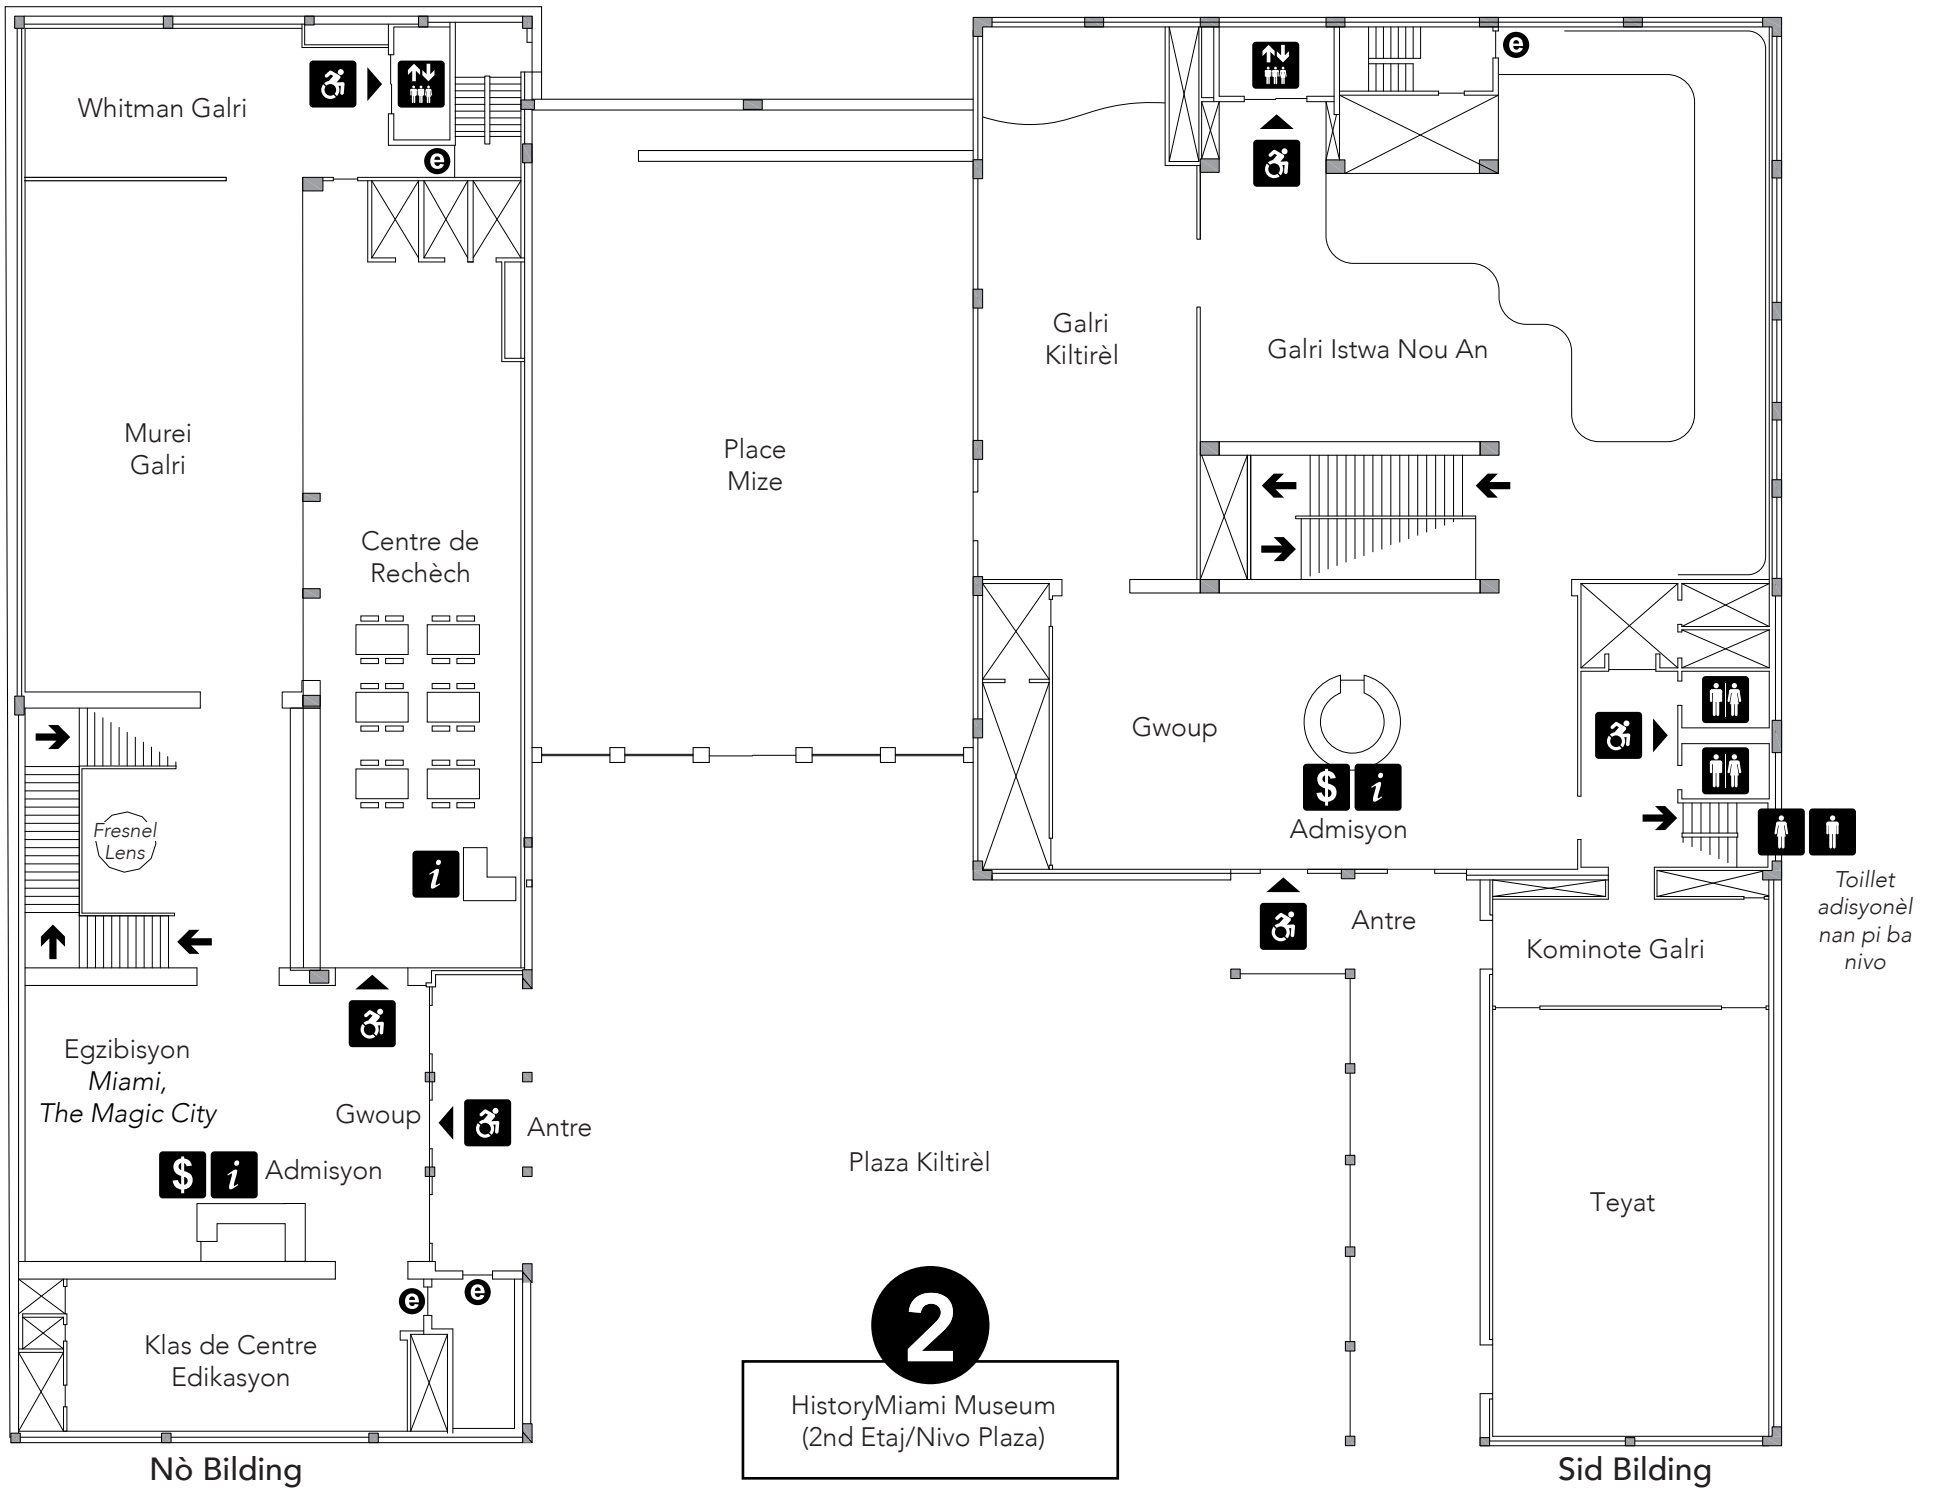 Whitman Galri
e
e
Galri
Kiltirèl
Galri Istwa Nou An
Murei
Galri
Place
Mize
Centre de
Rechèch
Gwoup
$ i
Admisyon
Fresnel
Lens
i
Toillet
adisyonèl
nan pi ba
nivo
Antre
Kominote Galri
Egzibisyon
Miami,
The Magic City
Gwoup
Antre
$ i Admisyon
Plaza Kiltirèl
Teyat
e
e
Klas de Centre
Edikasyon
2
HistoryMiami Museum
(2nd Etaj/Nivo Plaza)
Nò Bilding
Sid Bilding